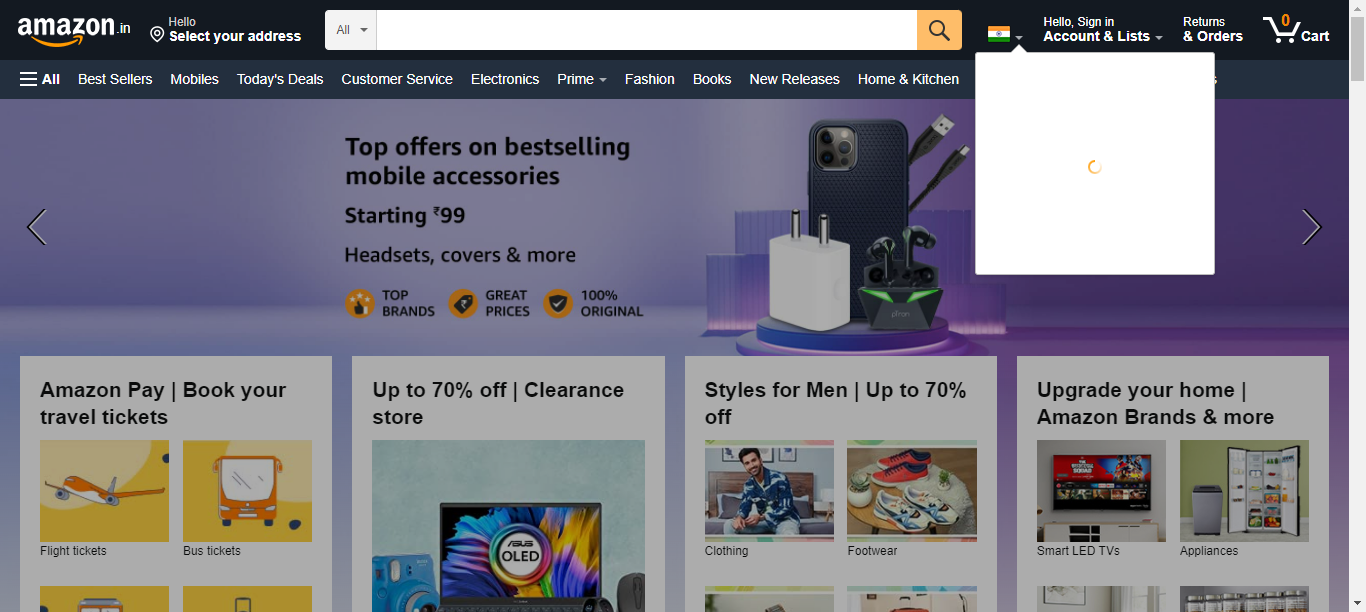 amazon.in
Hello
Select your address
All
Hello, Sign in
Account & Lists
Returns
& Orders
0
Cart
All
Best Sellers
Mobiles
Today's Deals
Customer Service
Electronics
Prime
Fashion
Books
New Releases
Home & Kitchen
Top offers on bestselling
mobile accessories
Starting ₹99
Headsets, covers & more
TOP
BRANDS
GREAT
PRICES
100%
ORIGINAL
pTron
Amazon Pay | Book your
travel tickets
Flight tickets
Bus tickets
Up to 70% off | Clearance
store
ASUS
OLED
Styles for Men | Up to 70%
off
Clothing
Footwear
Upgrade your home |
Amazon Brands & more
Smart LED TVs
Appliances